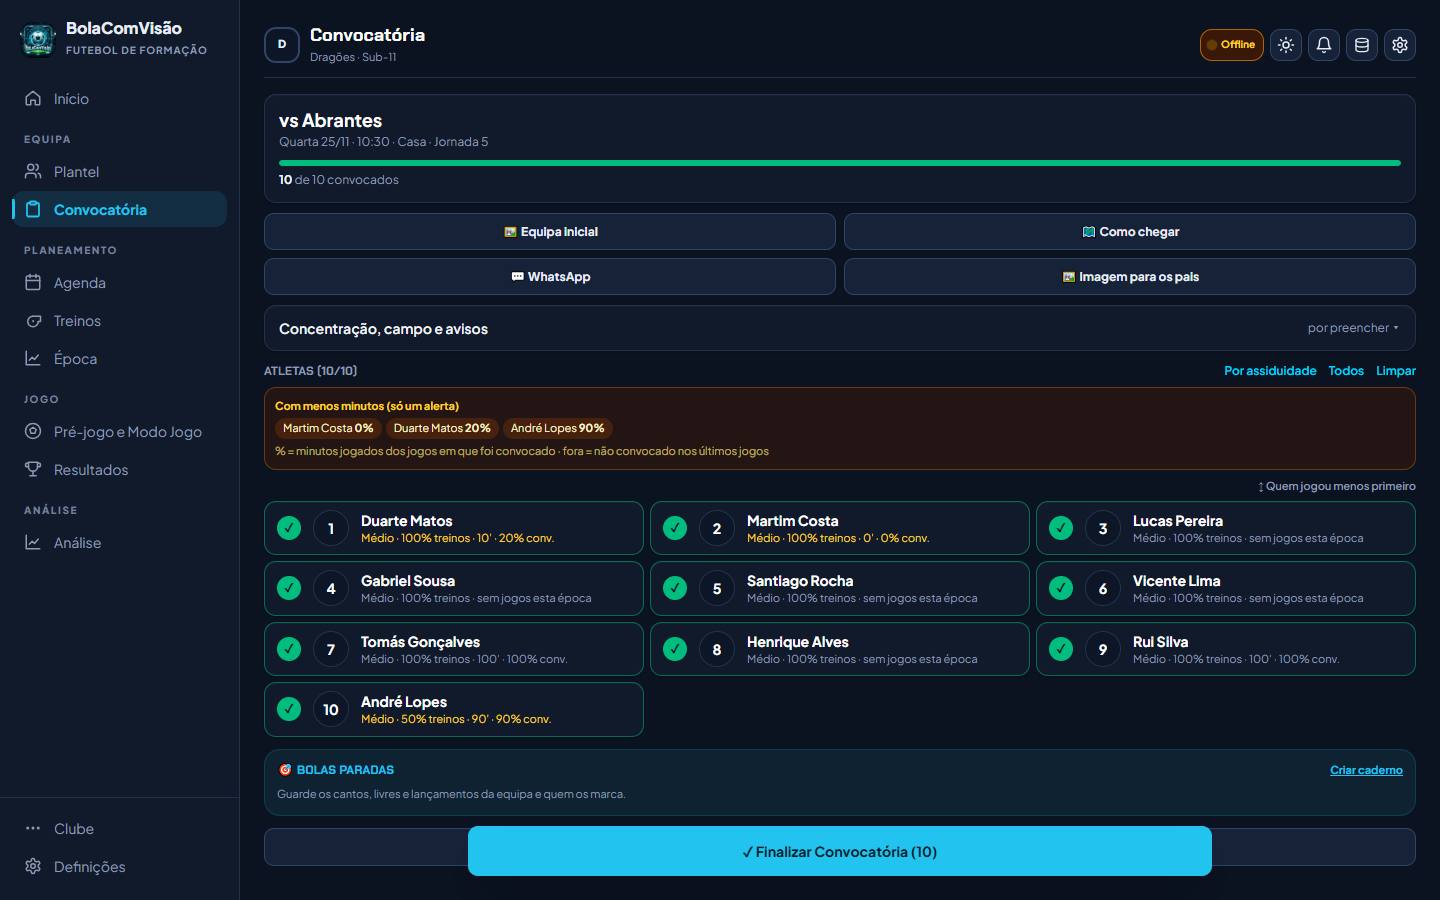 BolaComVisão
FUTEBOL DE FORMAÇÃO
Início
EQUIPA
Plantel
Convocatória
PLANEAMENTO
Agenda
Treinos
Época
JOGO
Pré-jogo e Modo Jogo
Resultados
ANÁLISE
Análise
Clube
Definições
D
Convocatória
Dragões · Sub-11
Offline
vs Abrantes
Quarta 25/11 · 10:30 · Casa · Jornada 5
10 de 10 convocados
Equipa Inicial
Como chegar
WhatsApp
Imagem para os pais
Concentração, campo e avisos
por preencher
ATLETAS (10/10)
Por assiduidade Todos Limpar
Com menos minutos (só um alerta)
Martim Costa 0% Duarte Matos 20% André Lopes 90%
% = minutos jogados dos jogos em que foi convocado · fora = não convocado nos últimos jogos
↕ Quem jogou menos primeiro
✓ 1 Duarte Matos
Médio · 100% treinos · 10' · 20% conv.
✓ 2 Martim Costa
Médio · 100% treinos · 0' · 0% conv.
✓ 3 Lucas Pereira
Médio · 100% treinos · sem jogos esta época
✓ 4 Gabriel Sousa
Médio · 100% treinos · sem jogos esta época
✓ 5 Santiago Rocha
Médio · 100% treinos · sem jogos esta época
✓ 6 Vicente Lima
Médio · 100% treinos · sem jogos esta época
✓ 7 Tomás Gonçalves
Médio · 100% treinos · 100' · 100% conv.
✓ 8 Henrique Alves
Médio · 100% treinos · sem jogos esta época
✓ 9 Rui Silva
Médio · 100% treinos · 100' · 100% conv.
✓ 10 André Lopes
Médio · 50% treinos · 90' · 90% conv.
BOLAS PARADAS
Criar caderno
Guarde os cantos, livres e lançamentos da equipa e quem os marca.
✓ Finalizar Convocatória (10)